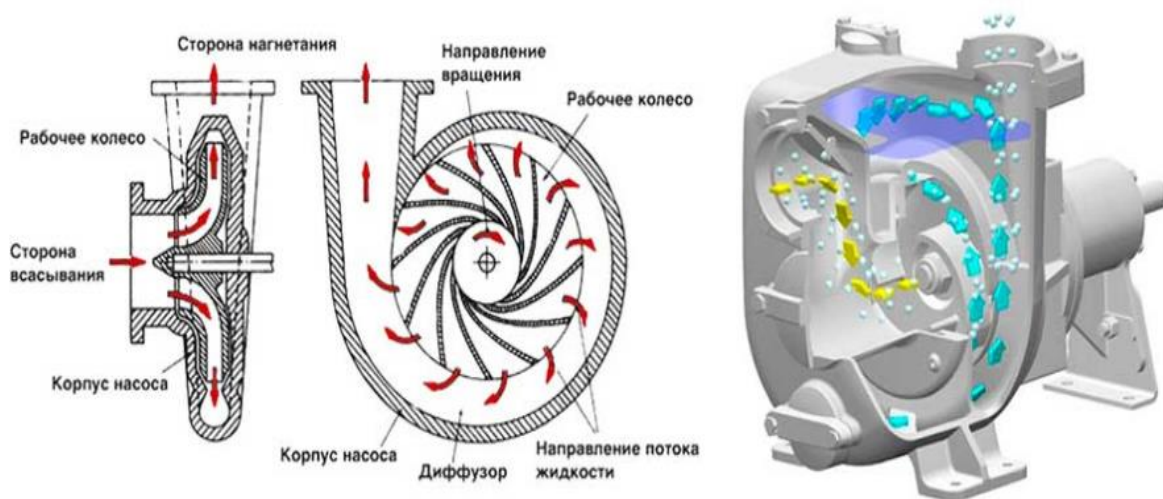 Сторона нагнетания
Рабочее колесо
Сторона
всасывания
Корпус насоса
Направление
вращения
Рабочее колесо
Корпус насоса
Диффузор
Направление потока
жидкости